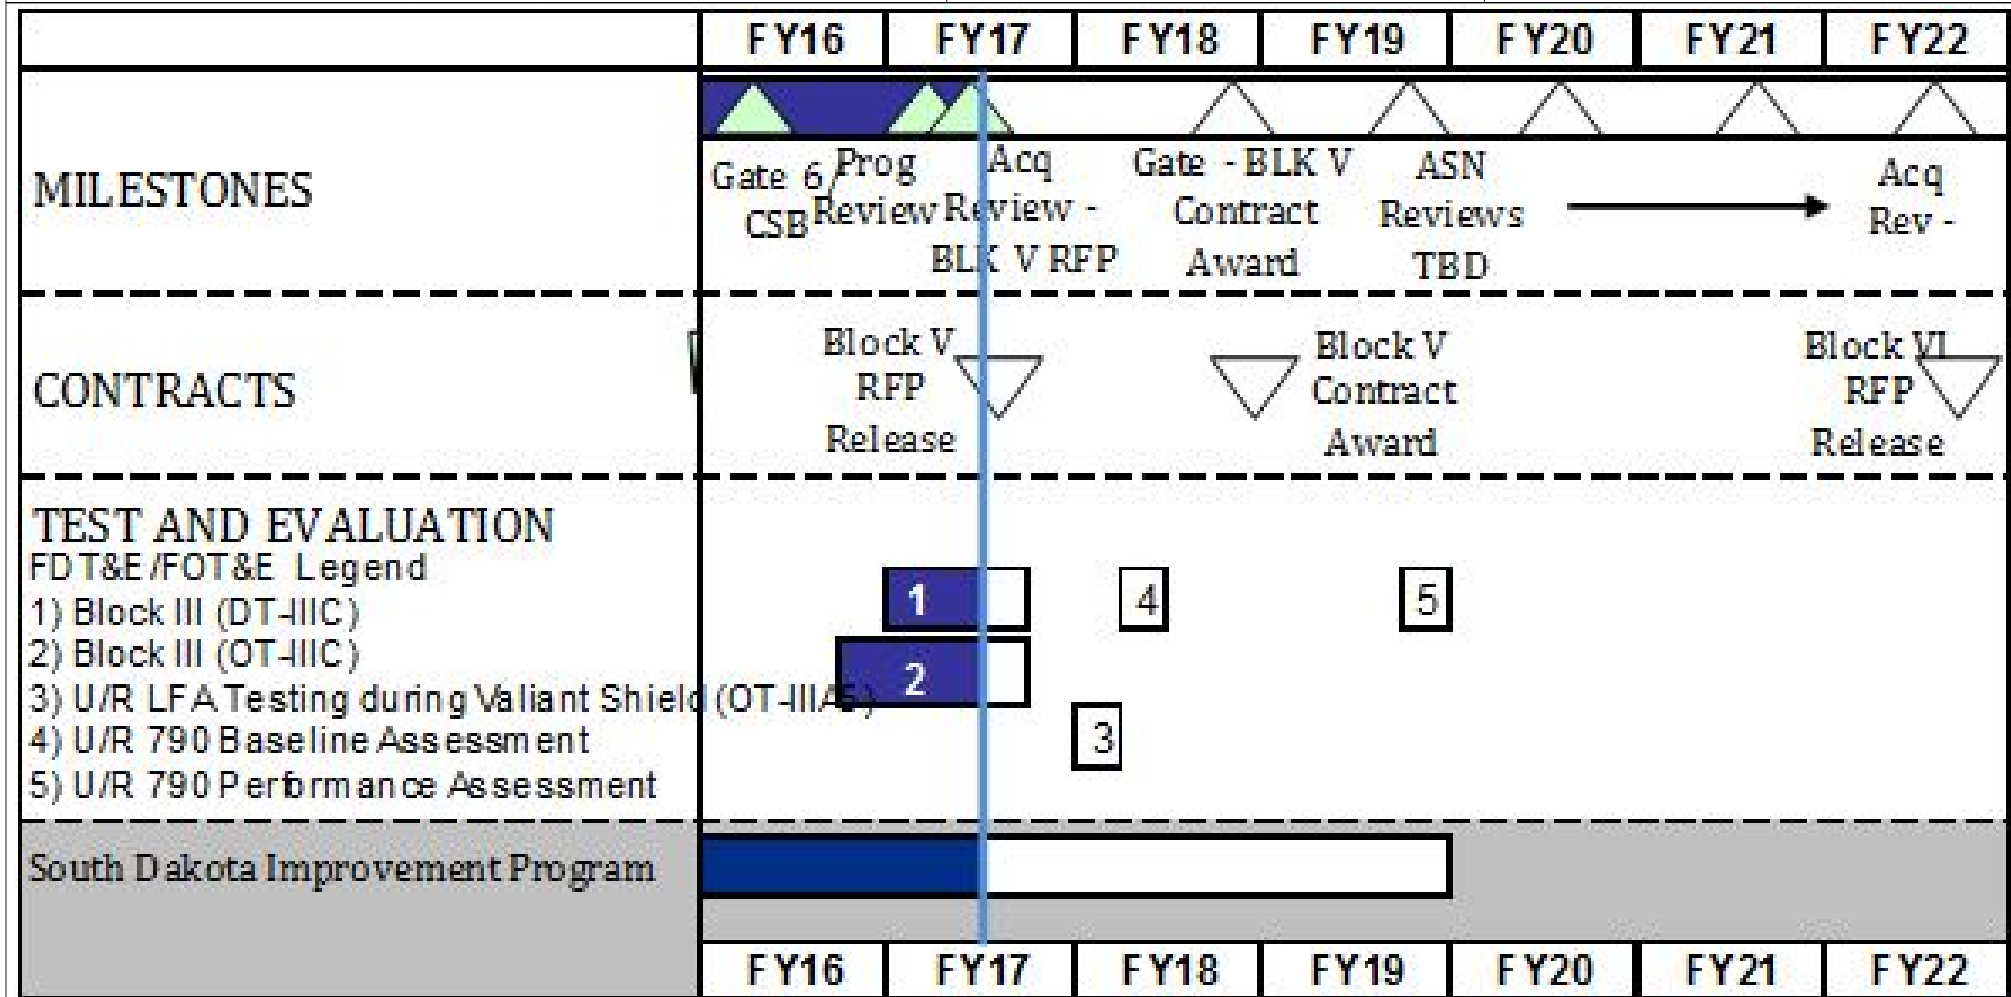 FY16 FY17 FY18 FY19 FY20 FY21 FY22
MILESTONES
Gate 6/
CSB
Prog
Review
Acq
Review -
BLK V RFP
Gate - BLK V
Contract
Award
ASN
Reviews
TBD
Acq
Rev -
CONTRACTS
Block V
RFP
Release
Block V
Contract
Award
Block VI
RFP
Release
TEST AND EVALUATION
FDT&E/FOT&E Legend
1) Block III (DT-IIIC)
2) Block III (OT-IIIC)
3) U/R LFA Testing during Valiant Shield (OT-IIIA5)
4) U/R 790 Baseline Assessment
5) U/R 790 Performance Assessment
1
4
5
2
3
South Dakota Improvement Program
FY16 FY17 FY18 FY19 FY20 FY21 FY22